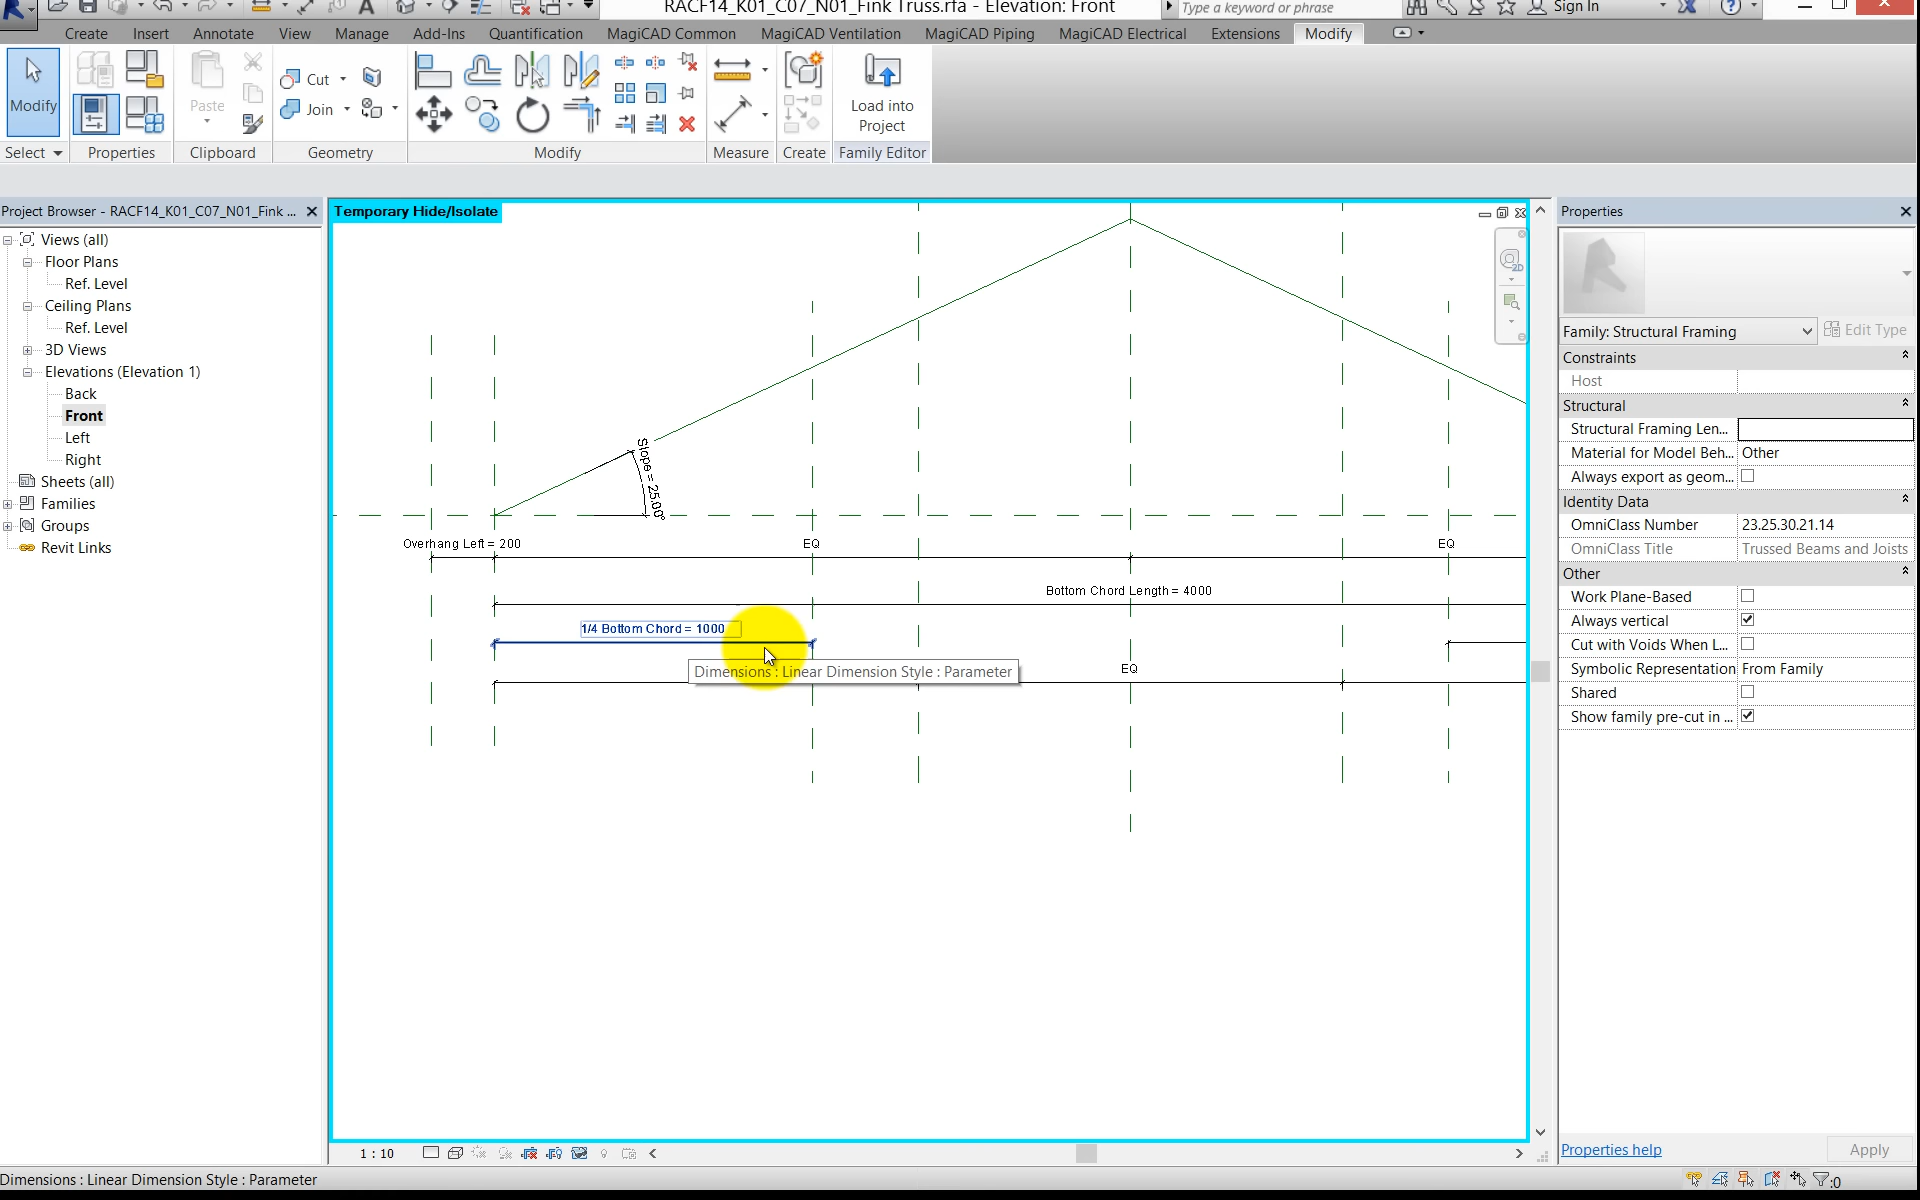 RACF14_K01_C07_N01_Fink Truss.rfa - Elevation: Front
Type a keyword or phrase
Sign In
Create Insert Annotate View Manage Add-Ins Quantification MagiCAD Common MagiCAD Ventilation MagiCAD Piping MagiCAD Electrical Extensions Modify
Modify
Paste
Cut
Join
Load into
Project
Select Properties Clipboard Geometry Modify Measure Create Family Editor
Project Browser - RACF14_K01_C07_N01_Fink ...
Views (all)
Floor Plans
Ref. Level
Ceiling Plans
Ref. Level
3D Views
Elevations (Elevation 1)
Back
Front
Left
Right
Sheets (all)
Families
Groups
Revit Links
Temporary Hide/Isolate
2D
Slope = 25.00°
Overhang Left = 200
EQ
EQ
Bottom Chord Length = 4000
1/4 Bottom Chord = 1000
EQ
Dimensions : Linear Dimension Style : Parameter
1 : 10
Properties
Family: Structural Framing
Edit Type
Constraints
Host
Structural
Structural Framing Len...
Material for Model Beh... Other
Always export as geom...
Identity Data
OmniClass Number 23.25.30.21.14
OmniClass Title Trussed Beams and Joists
Other
Work Plane-Based
Always vertical
Cut with Voids When L...
Symbolic Representation From Family
Shared
Show family pre-cut in ...
Properties help
Apply
Dimensions : Linear Dimension Style : Parameter
:0